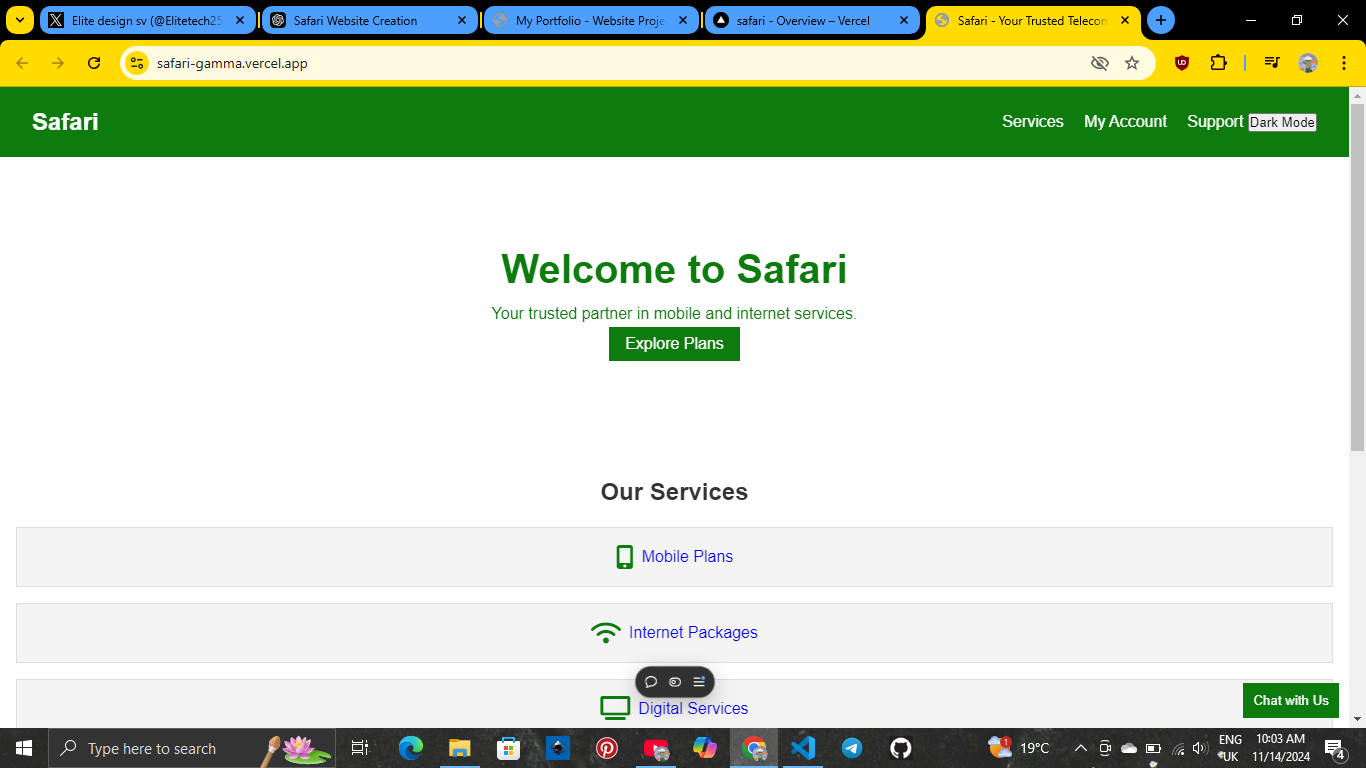 Elite design sv (@Elitetech25
Safari Website Creation
My Portfolio - Website Proje
safari - Overview – Vercel
Safari - Your Trusted Telecom
safari-gamma.vercel.app
Safari
Services
My Account
Support
Dark Mode
Welcome to Safari
Your trusted partner in mobile and internet services.
Explore Plans
Our Services
Mobile Plans
Internet Packages
Digital Services
Chat with Us
Type here to search
19°C
ENG
UK
10:03 AM
11/14/2024
4